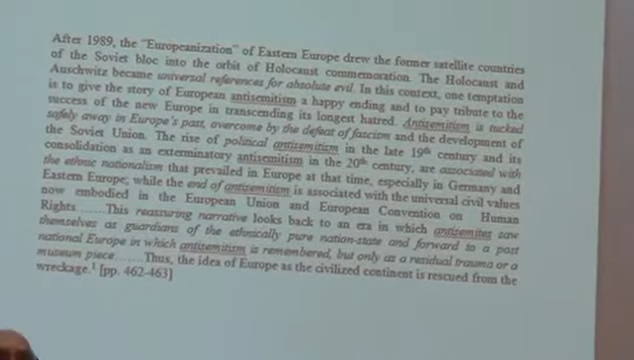 After 1989, the "Europeanization" of Eastern Europe drew the former satellite countries
of the Soviet bloc into the orbit of Holocaust commemoration. The Holocaust and
Auschwitz became universal references for absolute evil. In this context, one temptation
is to give the story of European antisemitism a happy ending and to pay tribute to the
success of the new Europe in transcending its longest hatred. Antisemitism is tucked
safely away in Europe's past, overcome by the defeat of fascism and the development of
the Soviet Union. The rise of political antisemitism in the late 19th century and its
consolidation as an exterminatory antisemitism in the 20th century, are associated with
the ethnic nationalism that prevailed in Europe at that time, especially in Germany and
Eastern Europe; while the end of antisemitism is associated with the universal civil values
now embodied in the European Union and European Convention on Human
Rights.......This reassuring narrative looks back to an era in which antisemites saw
themselves as guardians of the ethnically pure nation-state and forward to a post
national Europe in which antisemitism is remembered, but only as a residual trauma or a
museum piece.......Thus, the idea of Europe as the civilized continent is rescued from the
wreckage.1 [pp. 462-463]